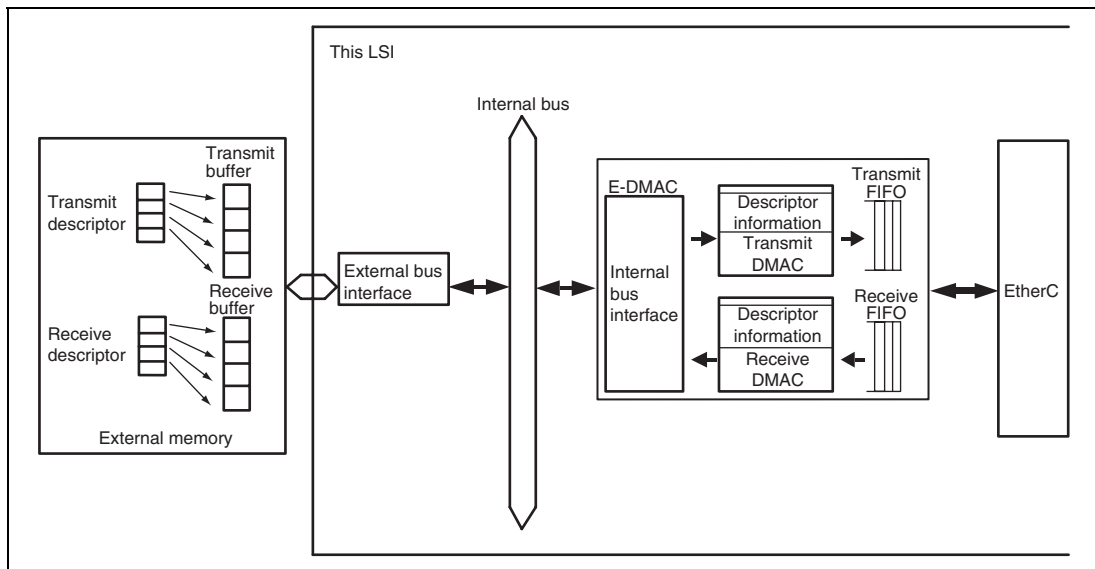 This LSI
Internal bus
Transmit
buffer
Transmit
descriptor
Receive
buffer
Receive
descriptor
External memory
External bus
interface
E-DMAC
Internal
bus
interface
Descriptor
information
Transmit
DMAC
Transmit
FIFO
Descriptor
information
Receive
DMAC
Receive
FIFO
EtherC